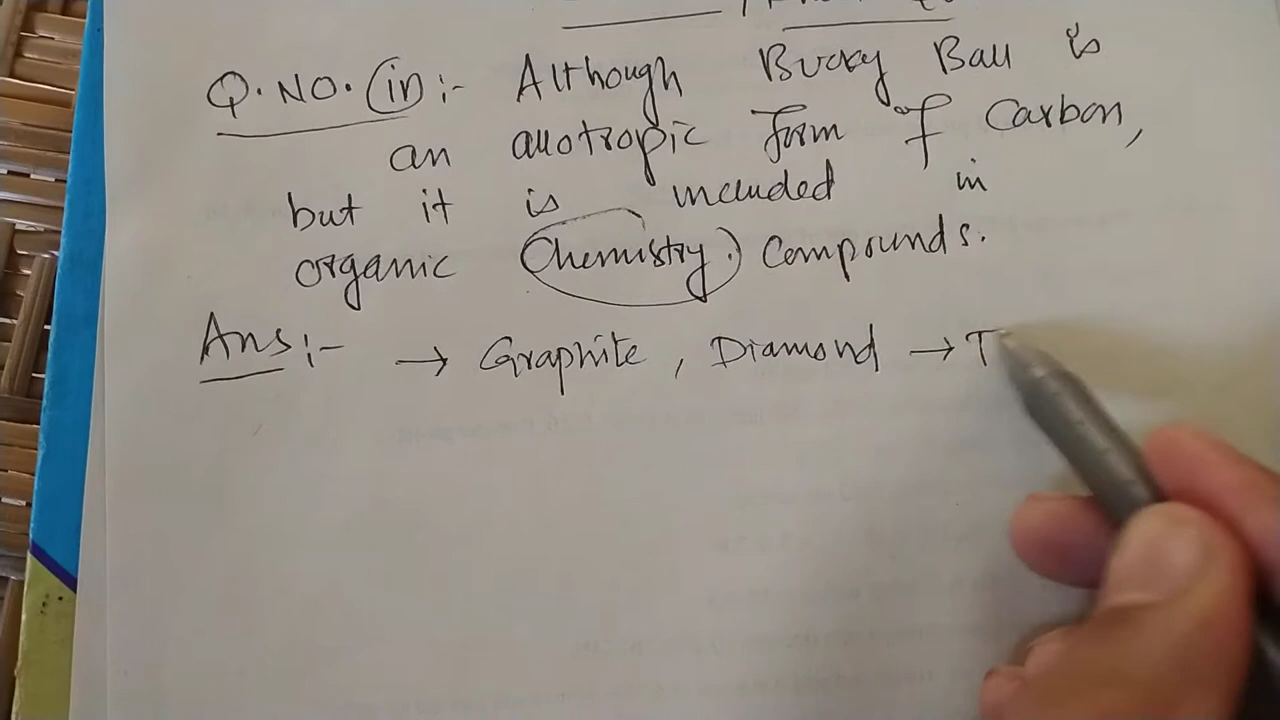 Q.NO.(iii):- Although Bucky Ball is
an allotropic form of Carbon,
but it is included in
organic (Chemistry.) Compounds.
Ans:- → Graphite, Diamond → T